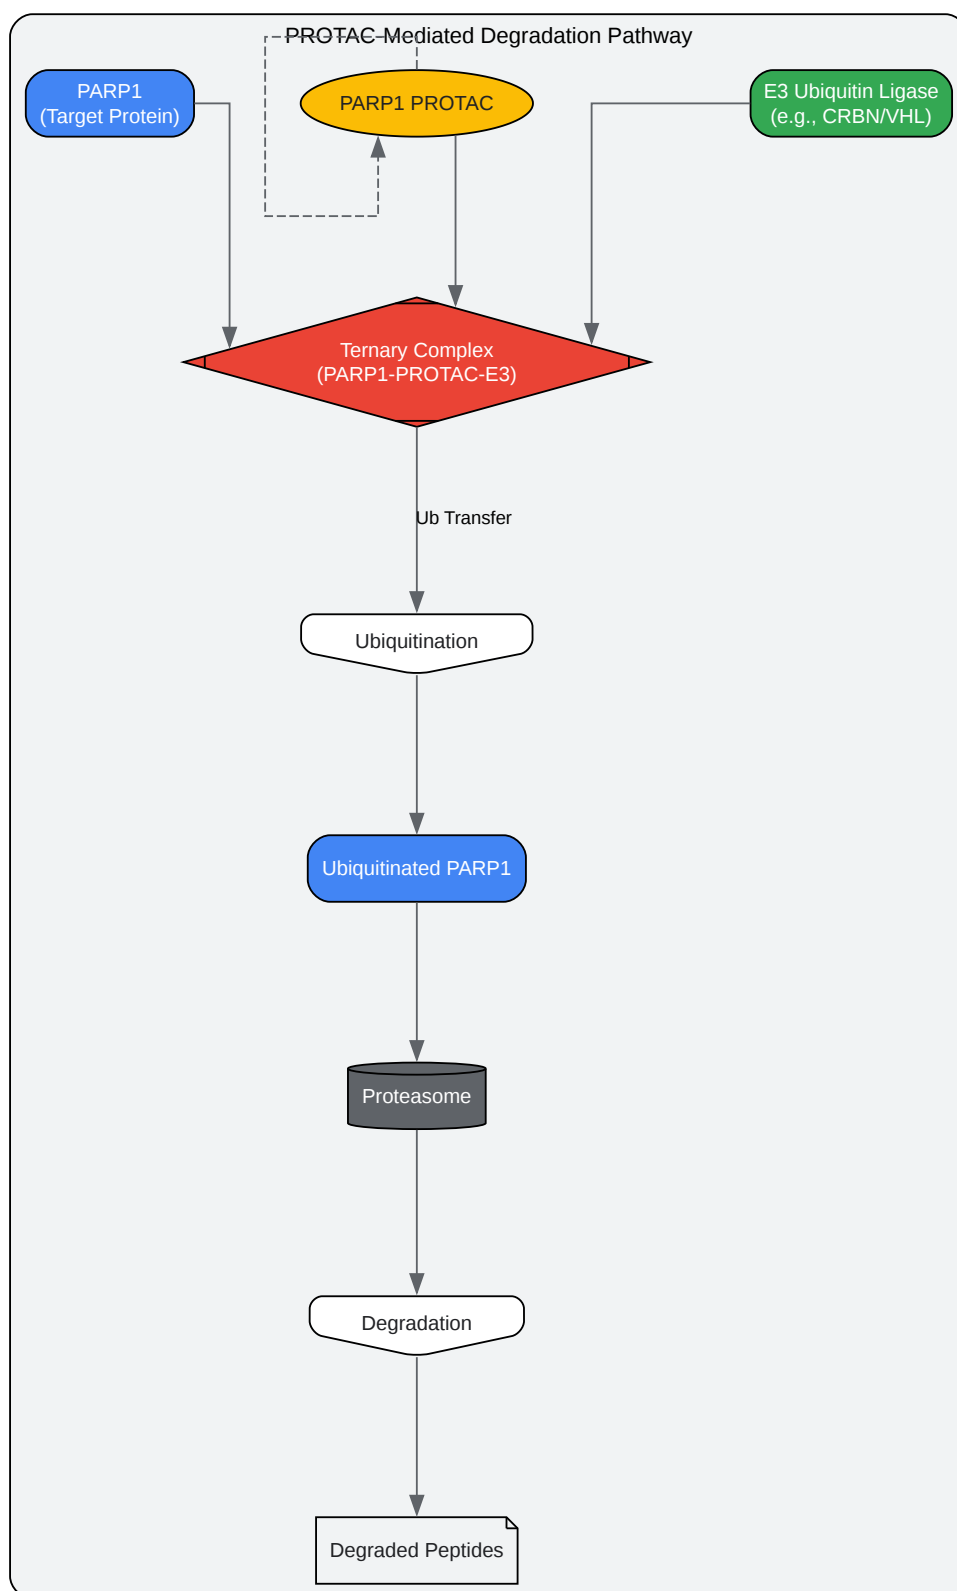 PROTAC-Mediated Degradation Pathway
PARP1
(Target Protein)
PARP1 PROTAC
E3 Ubiquitin Ligase
(e.g., CRBN/VHL)
Ternary Complex
(PARP1-PROTAC-E3)
Ub Transfer
Ubiquitination
Ubiquitinated PARP1
Proteasome
Degradation
Degraded Peptides